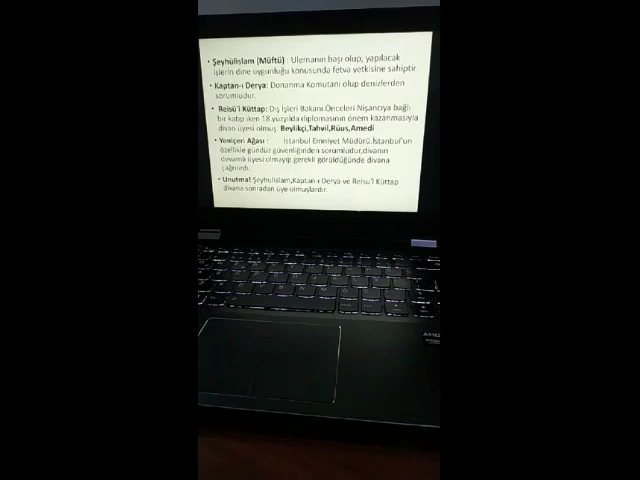 • Şeyhülislam (Müftü) : Ulemanın başı olup, yapılacak
işlerin dine uygunluğu konusunda fetva yetkisine sahiptir
• Kaptan-ı Derya: Donanma Komutanı olup denizlerden
sorumludur.
• Reisü'l Küttap: Dış İşleri Bakanı.Önceleri Nişancıya bağlı
bir katip iken 18.yüzyılda diplomasinin önem kazanmasıyla
divan üyesi olmuş. Beylikçi,Tahvil,Rüus,Amedi
• Yeniçeri Ağası : İstanbul Emniyet Müdürü.İstanbul'un
özellikle gündüz güvenliğinden sorumludur,divanın
devamlı üyesi olmayıp gerekli görüldüğünde divana
çağrılırdı.
• Unutma! Şeyhülislam,Kaptan-ı Derya ve Reisu'l Küttap
divana sonradan üye olmuşlardır.
AMD